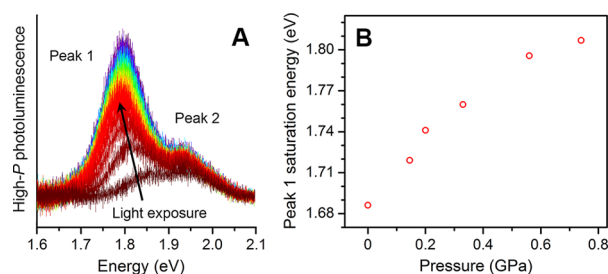 A
Peak 1
Peak 2
Light exposure
High-P photoluminescence
1.6 1.7 1.8 1.9 2.0 2.1
Energy (eV)
B
Peak 1 saturation energy (eV)
1.80
1.77
1.74
1.71
1.68
0 0.2 0.4 0.6 0.8
Pressure (GPa)